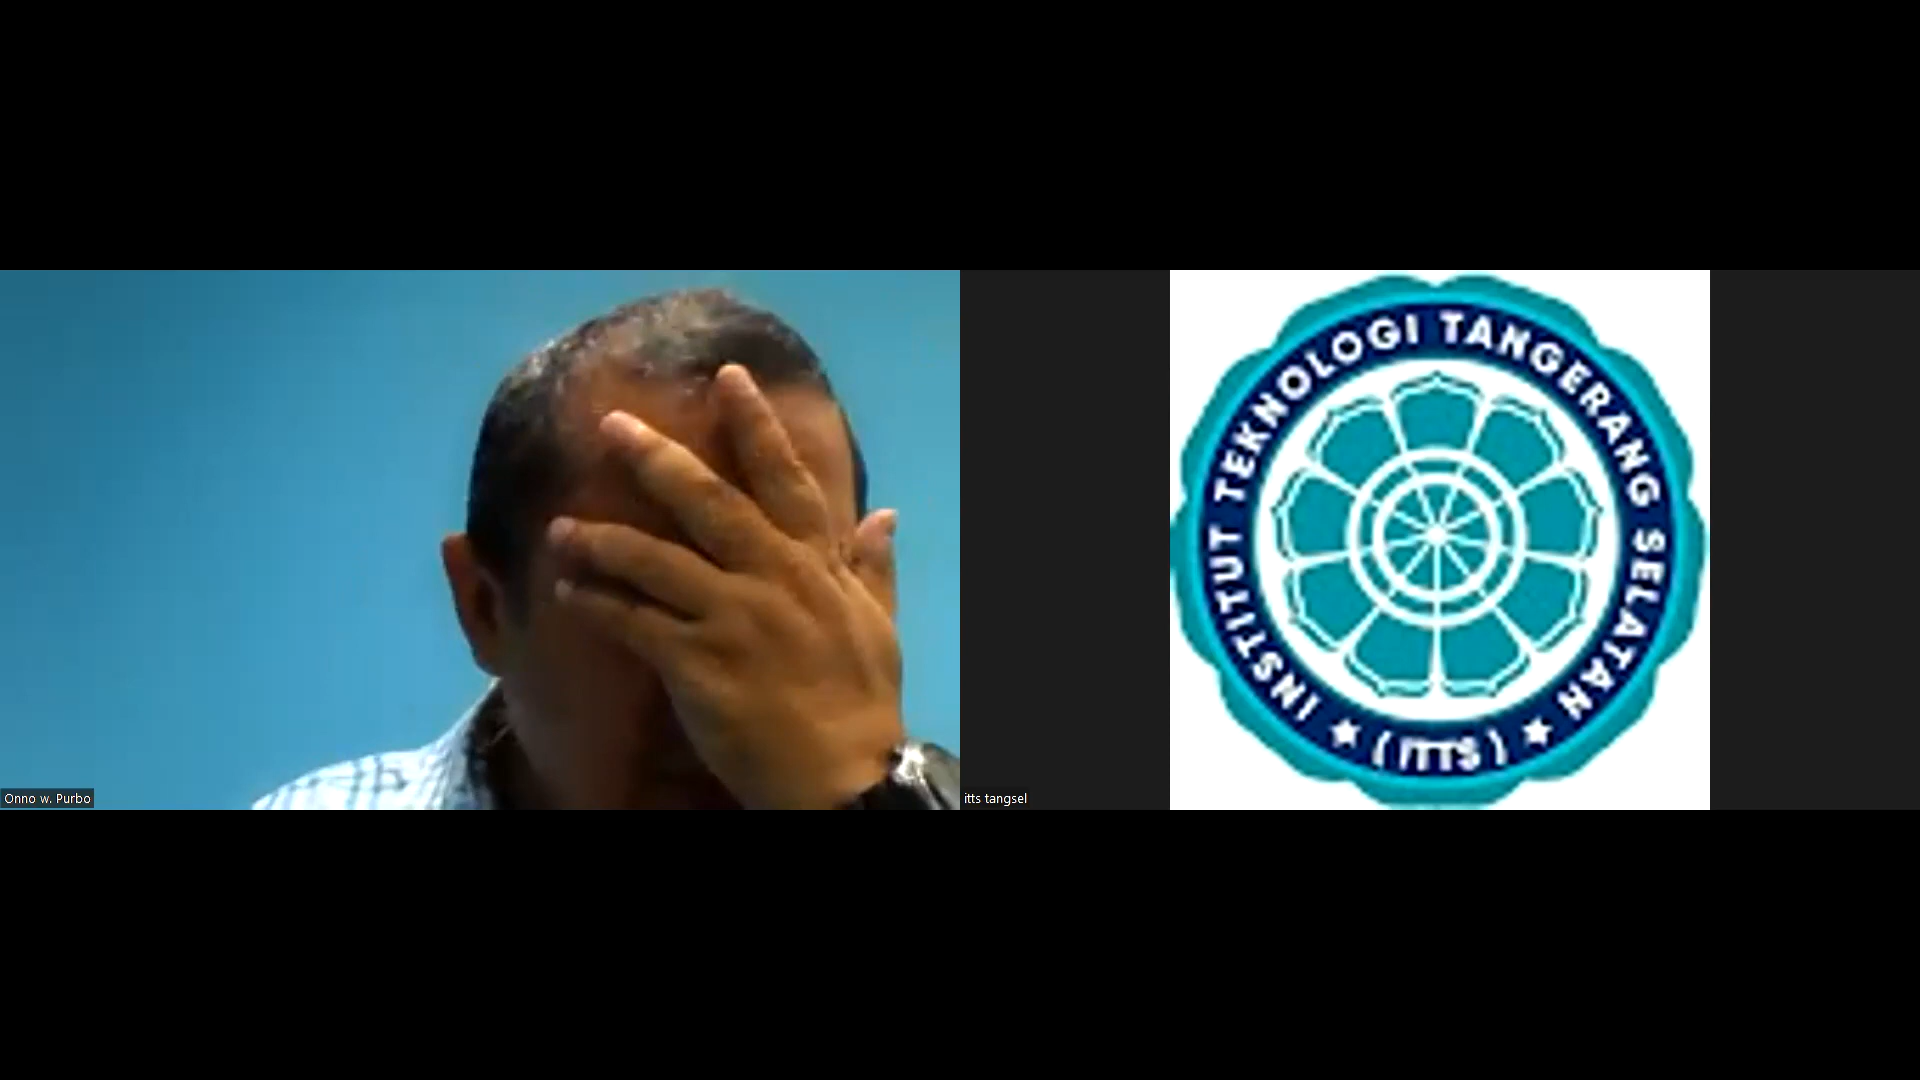 INSTITUT TEKNOLOGI TANGERANG SELATAN
( ITTS )
Onno w. Purbo
itts tangsel